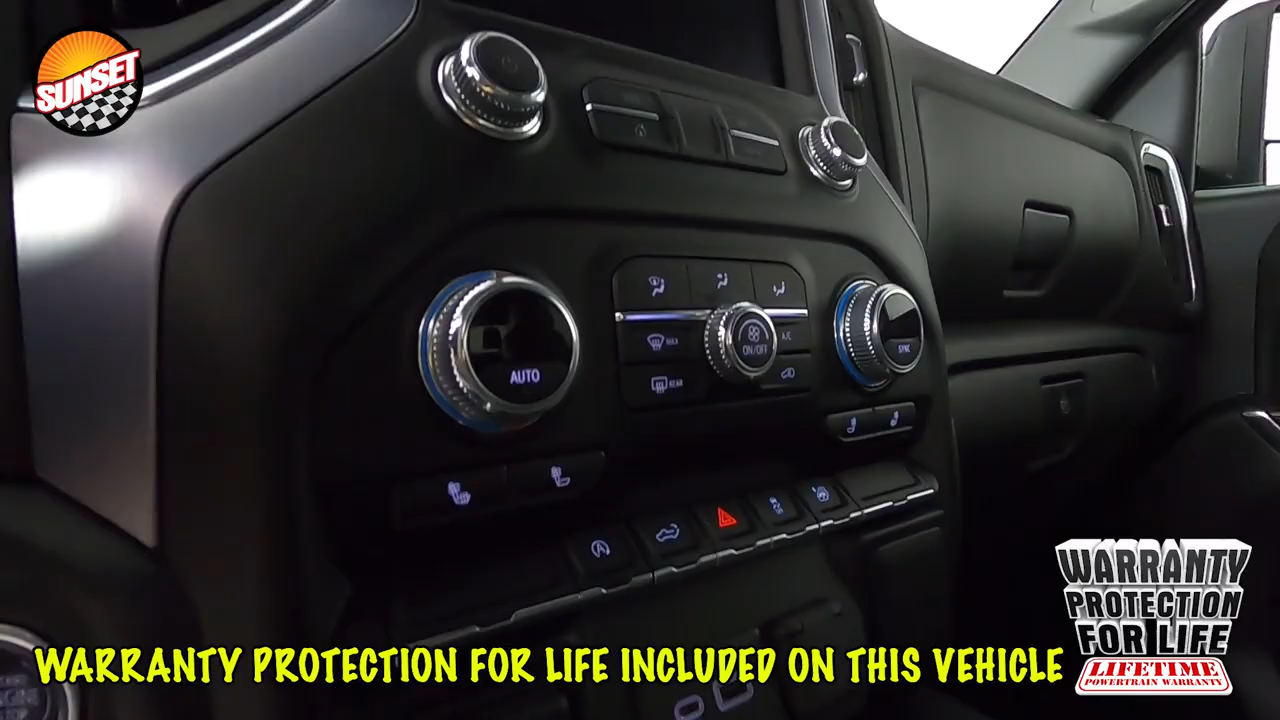 SUNSET
AUTO
ON/OFF
A/C
REAR
SYNC
WARRANTY
PROTECTION
FOR LIFE
LIFETIME
POWERTRAIN WARRANTY
WARRANTY PROTECTION FOR LIFE INCLUDED ON THIS VEHICLE